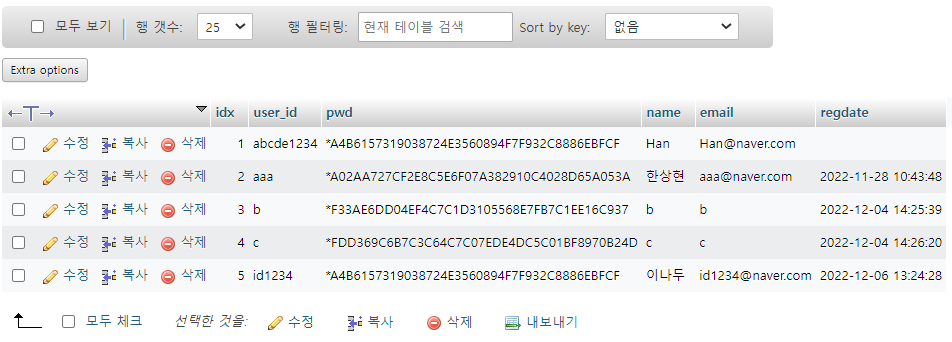 모두 보기 행 갯수: 25 행 필터링: 현재 테이블 검색 Sort by key: 없음
Extra options
idx user_id pwd name email regdate
수정 복사 삭제 1 abcde1234 *A4B6157319038724E3560894F7F932C8886EBFCF Han Han@naver.com
수정 복사 삭제 2 aaa *A02AA727CF2E8C5E6F07A382910C4028D65A053A 한상현 aaa@naver.com 2022-11-28 10:43:48
수정 복사 삭제 3 b *F33AE6DD04EF4C7C1D3105568E7FB7C1EE16C937 b b 2022-12-04 14:25:39
수정 복사 삭제 4 c *FDD369C6B7C3C64C7C07EDE4DC5C01BF8970B24D c c 2022-12-04 14:26:20
수정 복사 삭제 5 id1234 *A4B6157319038724E3560894F7F932C8886EBFCF 이나두 id1234@naver.com 2022-12-06 13:24:28
모두 체크 선택한 것을: 수정 복사 삭제 내보내기